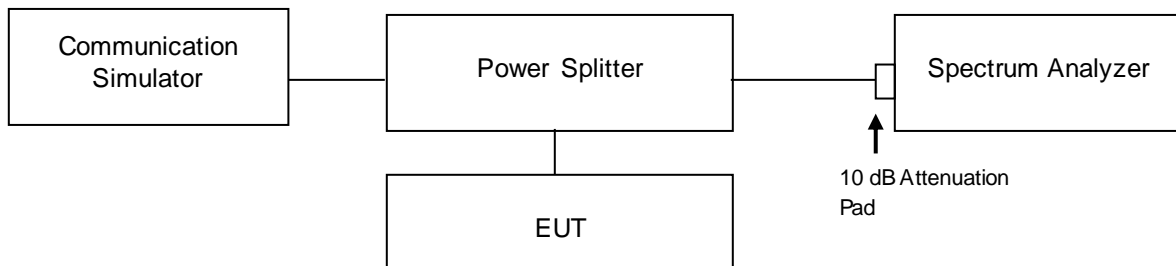 Communication
Simulator
Power Splitter
Spectrum Analyzer
10 dB Attenuation
Pad
EUT